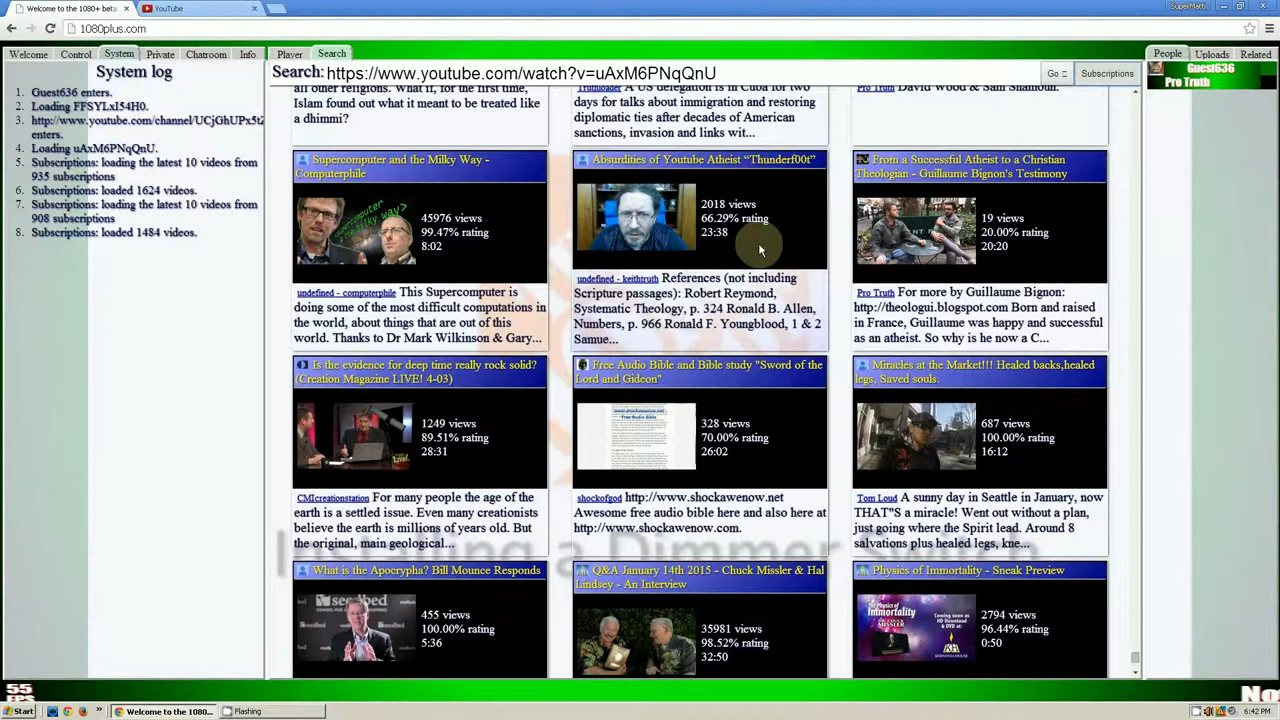 Welcome to the 1080+ beta
YouTube
SuperMatti
1080plus.com
Welcome
Control
System
Private
Chatroom
Info
Player
Search
People
Uploads
Related
System log
1. Guest636 enters.
2. Loading FFSYLxI54H0.
3. http://www.youtube.com/channel/UCjGhUPx5tZ
enters.
4. Loading uAxM6PNqQnU.
5. Subscriptions: loading the latest 10 videos from
935 subscriptions
6. Subscriptions: loaded 1624 videos.
7. Subscriptions: loading the latest 10 videos from
908 subscriptions
8. Subscriptions: loaded 1484 videos.
Search: https://www.youtube.com/watch?v=uAxM6PNqQnU
Go
Subscriptions
Guest636
Pro Truth
all other religions. What if, for the first time,
Islam found out what it meant to be treated like
a dhimmi?
A US delegation is in Cuba for two
days for talks about immigration and restoring
diplomatic ties after decades of American
sanctions, invasion and links wit...
Pro Truth David Wood & Sam Shamoun.
Supercomputer and the Milky Way -
Computerphile
45976 views
99.47% rating
8:02
undefined - computerphile This Supercomputer is
doing some of the most difficult computations in
the world, about things that are out of this
world. Thanks to Dr Mark Wilkinson & Gary...
Absurdities of Youtube Atheist “Thunderf00t”
2018 views
66.29% rating
23:38
undefined - keithtruth References (not including
Scripture passages): Robert Reymond,
Systematic Theology, p. 324 Ronald B. Allen,
Numbers, p. 966 Ronald F. Youngblood, 1 & 2
Samue...
From a Successful Atheist to a Christian
Theologian - Guillaume Bignon's Testimony
19 views
20.00% rating
20:20
Pro Truth For more by Guillaume Bignon:
http://theologui.blogspot.com Born and raised
in France, Guillaume was happy and successful
as an atheist. So why is he now a C...
Is the evidence for deep time really rock solid?
(Creation Magazine LIVE! 4-03)
1249 views
89.51% rating
28:31
CMIcreationstation For many people the age of the
earth is a settled issue. Even many creationists
believe the earth is millions of years old. But
the original, main geological...
Free Audio Bible and Bible study "Sword of the
Lord and Gideon"
328 views
70.00% rating
26:02
shockofgod http://www.shockawenow.net
Awesome free audio bible here and also here at
http://www.shockawenow.com.
Miracles at the Market!!! Healed backs,healed
legs, Saved souls.
687 views
100.00% rating
16:12
Tom Loud A sunny day in Seattle in January, now
THAT"S a miracle! Went out without a plan,
just going where the Spirit lead. Around 8
salvations plus healed legs, kne...
What is the Apocrypha? Bill Mounce Responds
seedbed
455 views
100.00% rating
5:36
Q&A January 14th 2015 - Chuck Missler & Hal
Lindsey - An Interview
35981 views
98.52% rating
32:50
Physics of Immortality - Sneak Preview
2794 views
96.44% rating
0:50
55
FPS
No
Start
Welcome to the 108...
Flashing
6:42 PM